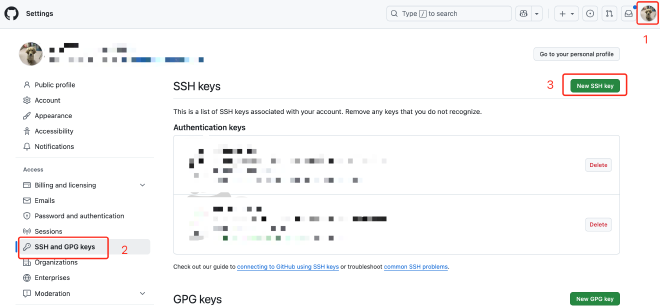 Settings
Type / to search
1
Go to your personal profile
Public profile
Account
Appearance
Accessibility
Notifications
Access
Billing and licensing
Emails
Password and authentication
Sessions
SSH and GPG keys
2
Organizations
Enterprises
Moderation
SSH keys
3
New SSH key
This is a list of SSH keys associated with your account. Remove any keys that you do not recognize.
Authentication keys
Delete
Delete
Check out our guide to connecting to GitHub using SSH keys or troubleshoot common SSH problems.
GPG keys
New GPG key